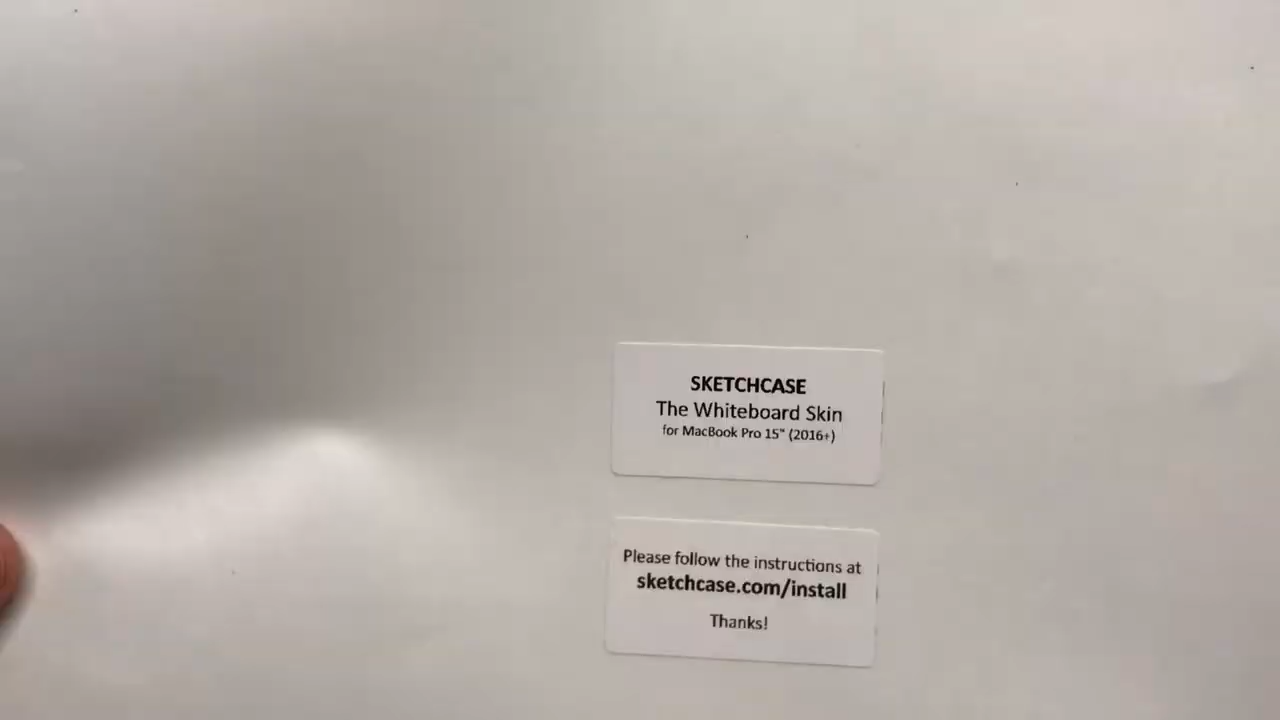 SKETCHCASE
The Whiteboard Skin
for MacBook Pro 15" (2016+)
Please follow the instructions at
sketchcase.com/install
Thanks!